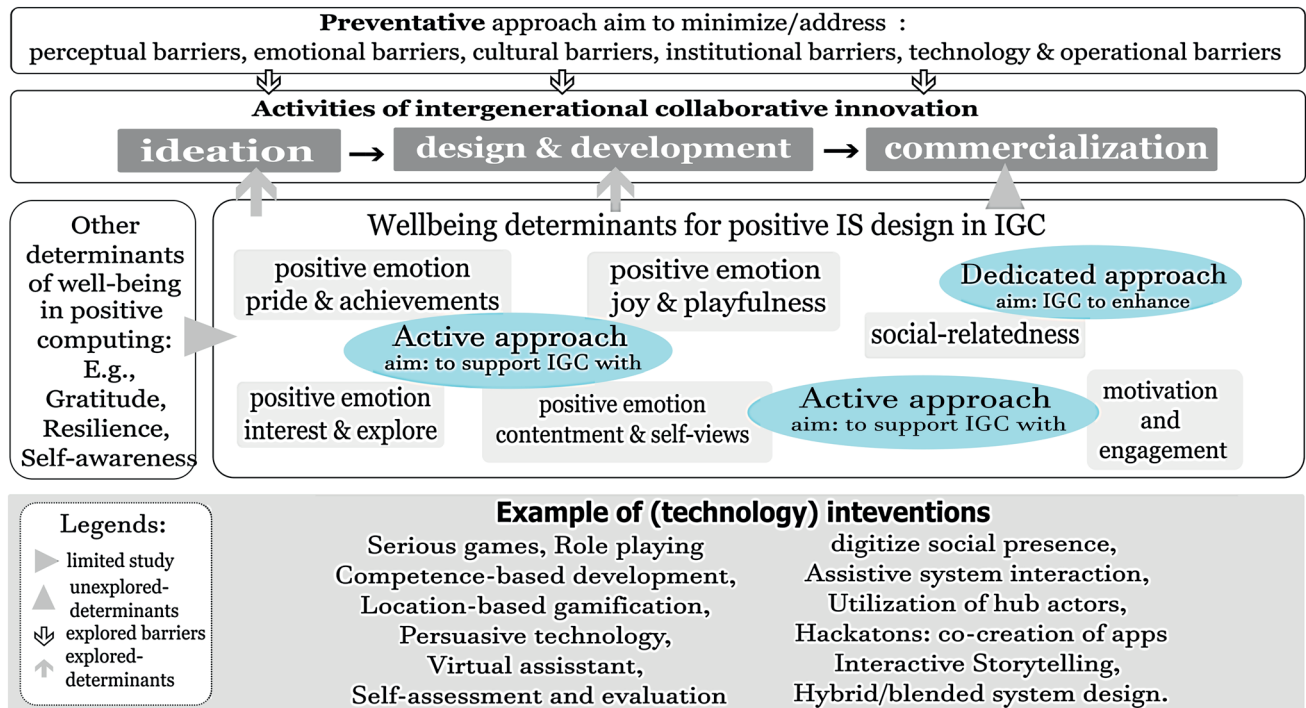 Preventative approach aim to minimize/address :
perceptual barriers, emotional barriers, cultural barriers, institutional barriers, technology & operational barriers
Activities of intergenerational collaborative innovation
ideation
design & development
commercialization
Other
determinants
of well-being
in positive
computing:
E.g.,
Gratitude,
Resilience,
Self-awareness
Wellbeing determinants for positive IS design in IGC
positive emotion
pride & achievements
positive emotion
joy & playfulness
Dedicated approach
aim: IGC to enhance
social-relatedness
Active approach
aim: to support IGC with
positive emotion
interest & explore
positive emotion
contentment & self-views
Active approach
aim: to support IGC with
motivation
and
engagement
Legends:
limited study
unexplored-
determinants
explored barriers
explored-
determinants
Example of (technology) inteventions
Serious games, Role playing
Competence-based development,
Location-based gamification,
Persuasive technology,
Virtual assisstant,
Self-assessment and evaluation
digitize social presence,
Assistive system interaction,
Utilization of hub actors,
Hackatons: co-creation of apps
Interactive Storytelling,
Hybrid/blended system design.